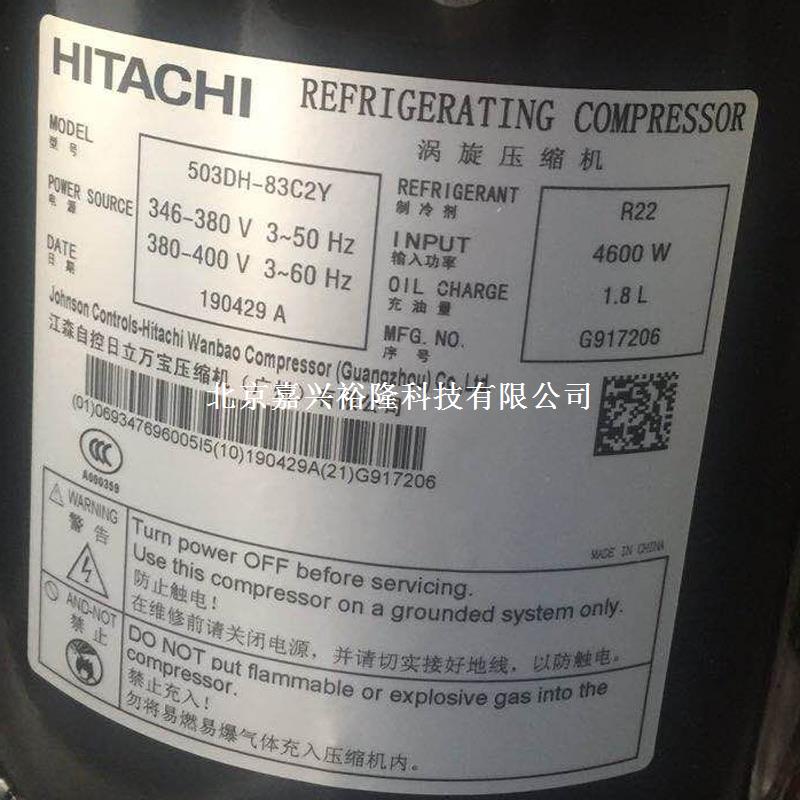 HITACHI REFRIGERATING COMPRESSOR
涡旋压缩机
MODEL 503DH-83C2Y
型号
POWER SOURCE 346-380 V 3~50 Hz
电源 380-400 V 3~60 Hz
DATE 190429 A
日期
REFRIGERANT R22
制冷剂
INPUT 4600 W
输入功率
OIL CHARGE 1.8 L
充油量
MFG. NO. G917206
序号
Johnson Controls-Hitachi Wanbao Compressor (Guangzhou) Co., Ltd.
江森自控日立万宝压缩机
北京嘉兴裕隆科技有限公司
(01)06934769600515(10)190429A(21)G917206
CCC
A000359
MADE IN CHINA
WARNING
警告
Turn power OFF before servicing.
Use this compressor on a grounded system only.
防止触电!
在维修前请关闭电源，并请切实接好地线，以防触电。
AND-NOT
禁止
DO NOT put flammable or explosive gas into the
compressor.
禁止充入!
勿将易燃易爆气体充入压缩机内。